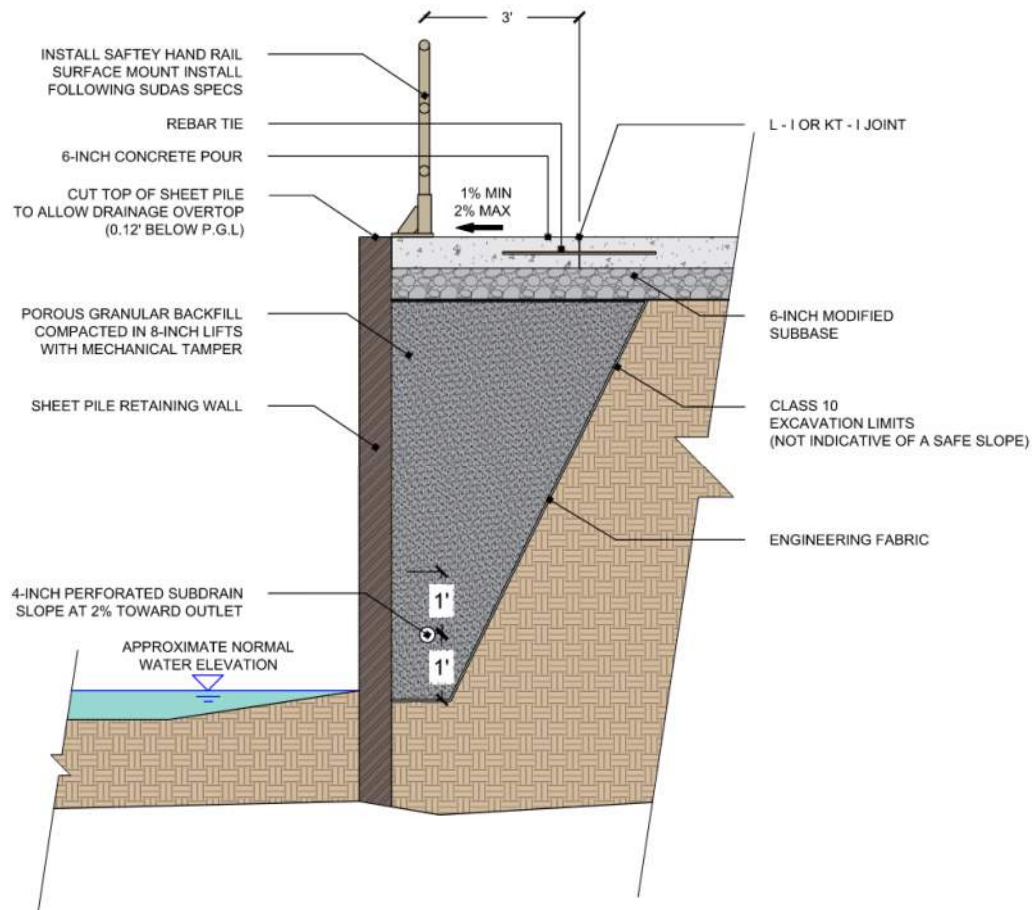 3'
INSTALL SAFTEY HAND RAIL
SURFACE MOUNT INSTALL
FOLLOWING SUDAS SPECS
REBAR TIE
6-INCH CONCRETE POUR
CUT TOP OF SHEET PILE
TO ALLOW DRAINAGE OVERTOP
(0.12' BELOW P.G.L)
1% MIN
2% MAX
L - I OR KT - I JOINT
POROUS GRANULAR BACKFILL
COMPACTED IN 8-INCH LIFTS
WITH MECHANICAL TAMPER
6-INCH MODIFIED
SUBBASE
SHEET PILE RETAINING WALL
CLASS 10
EXCAVATION LIMITS
(NOT INDICATIVE OF A SAFE SLOPE)
ENGINEERING FABRIC
4-INCH PERFORATED SUBDRAIN
SLOPE AT 2% TOWARD OUTLET
1'
1'
APPROXIMATE NORMAL
WATER ELEVATION